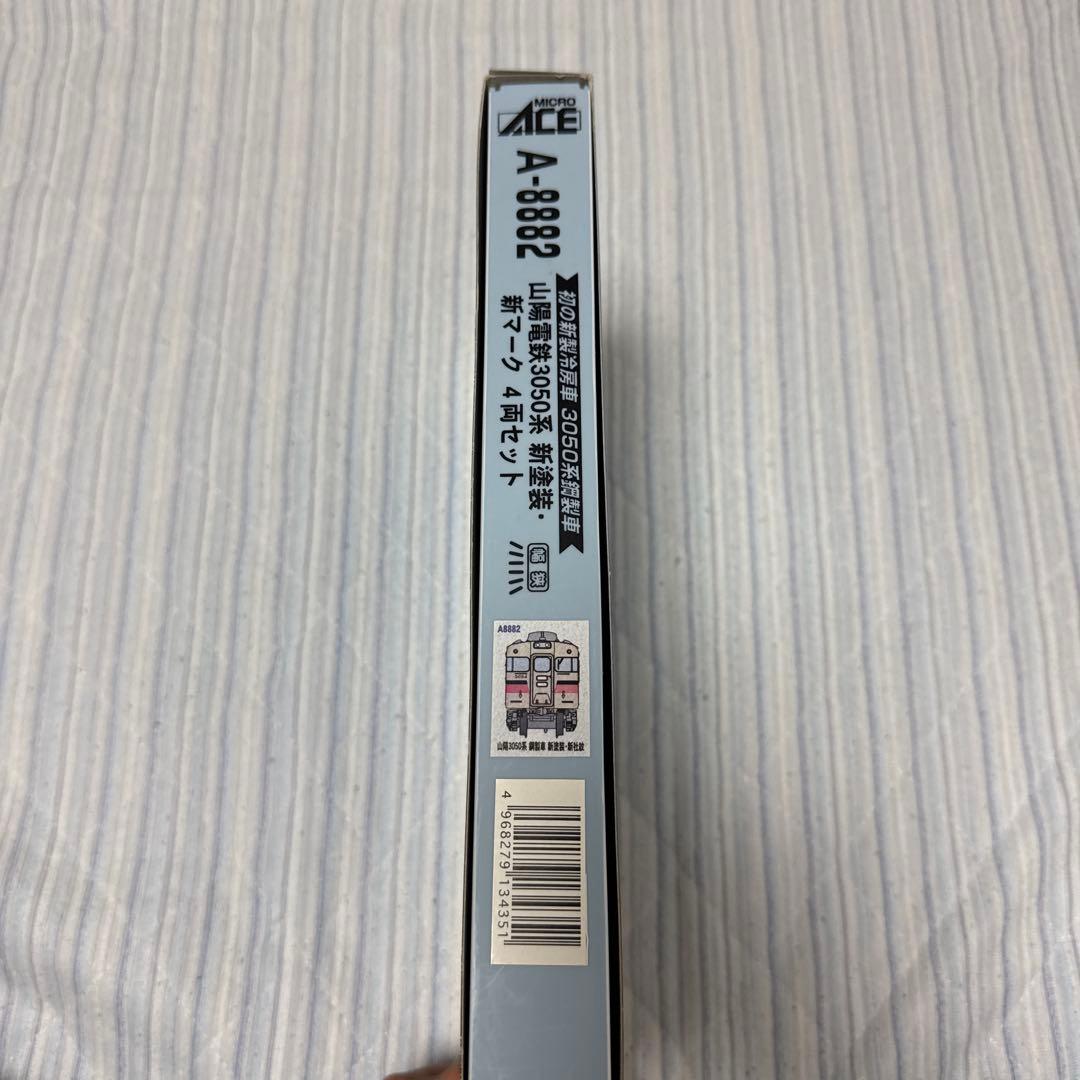 MICRO
ACE
A-8882
初の新製冷房車 3050系鋼製車
山陽電鉄3050系 新塗装・
新マーク 4両セット
幅狭
A8882
山陽3050系 鋼製車 新塗装・新社紋
4 968279 134351